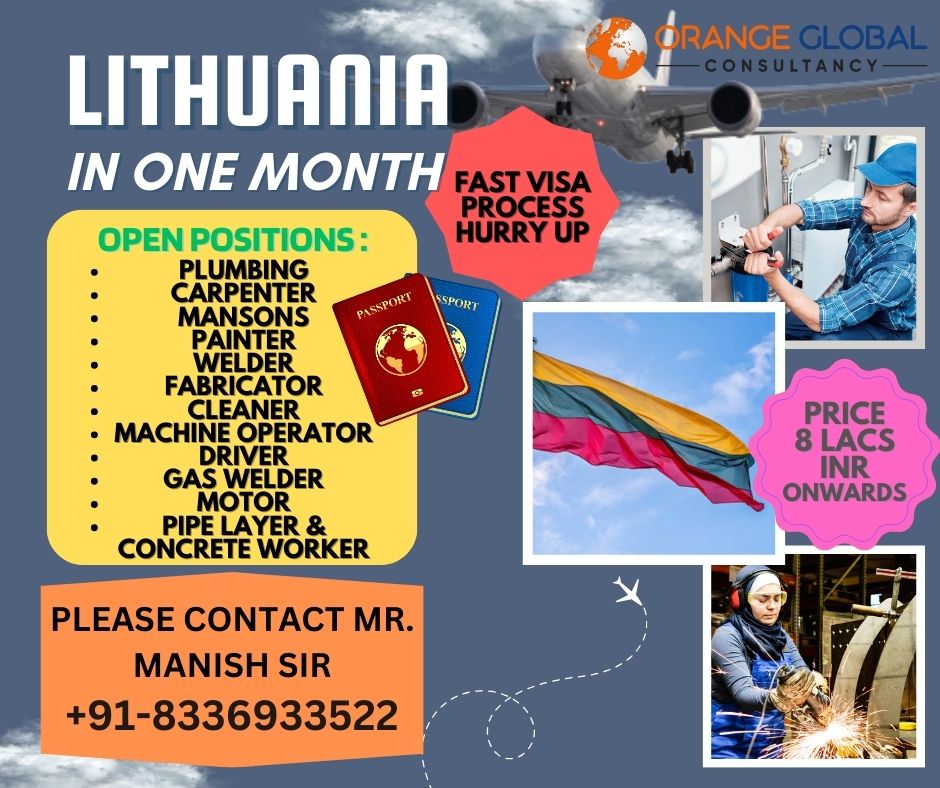 ORANGE GLOBAL
CONSULTANCY
LITHUANIA
IN ONE MONTH
FAST VISA
PROCESS
HURRY UP
OPEN POSITIONS :
• PLUMBING
• CARPENTER
• MANSONS
• PAINTER
• WELDER
• FABRICATOR
• CLEANER
• MACHINE OPERATOR
• DRIVER
• GAS WELDER
• MOTOR
• PIPE LAYER &
CONCRETE WORKER
PASSPORT
SSPORT
PRICE
8 LACS
INR
ONWARDS
PLEASE CONTACT MR.
MANISH SIR
+91-8336933522